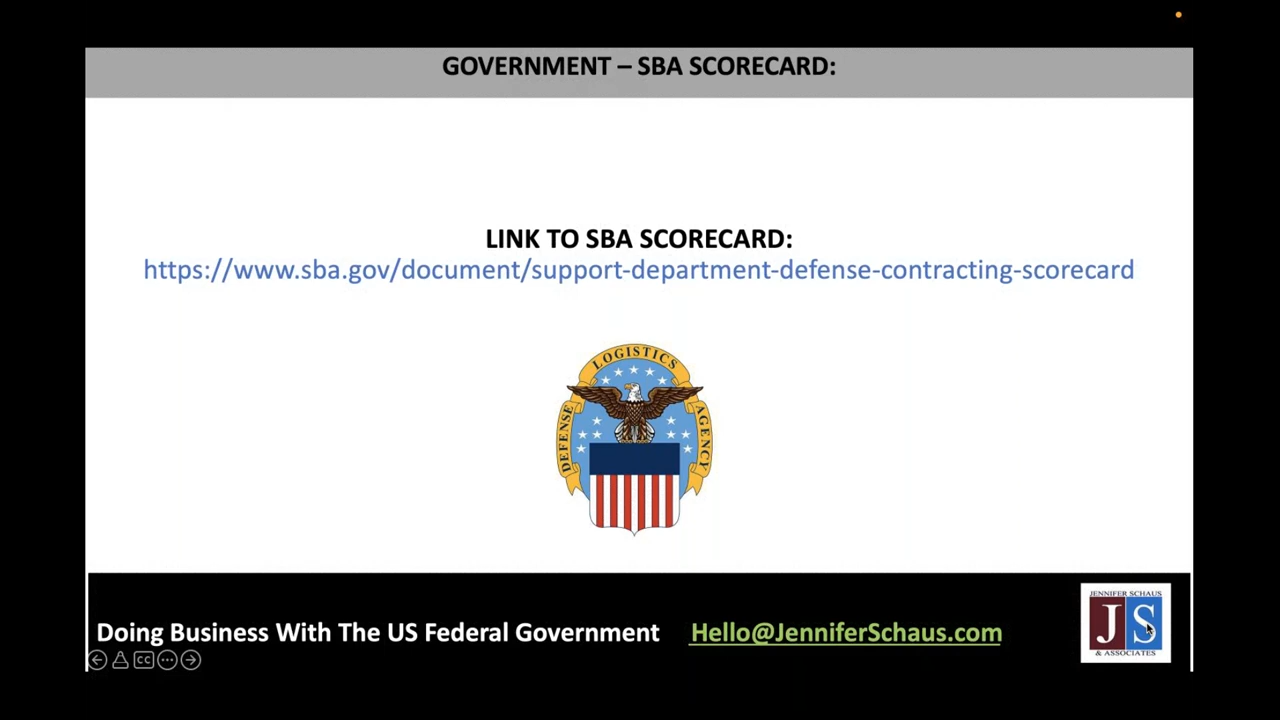 GOVERNMENT – SBA SCORECARD:
LINK TO SBA SCORECARD:
https://www.sba.gov/document/support-department-defense-contracting-scorecard
LOGISTICS
DEFENSE
AGENCY
Doing Business With The US Federal Government
Hello@JenniferSchaus.com
JENNIFER SCHAUS
JS
& ASSOCIATES
CC